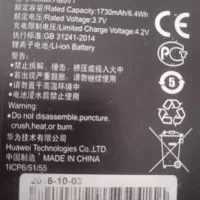 额定容量/Rated Capacity:1730mAh/6.4Wh
额定电压/Rated Voltage:3.7V
充电限制电压/Limited Charge Voltage:4.2V
执行标准:GB 31241-2014
锂离子电池/Li-ion Battery
禁止拆解、撞击、挤压或投入火中
若出现严重鼓胀,请勿继续使用
请勿置于高温环境中
电池浸水后禁止使用!
Do not disassemble, puncture,
crush,heat,or burn.
华为技术有限公司
Huawei Technologies Co.,Ltd.
中国制造 MADE IN CHINA
1ICP6/51/55
2016-10-03